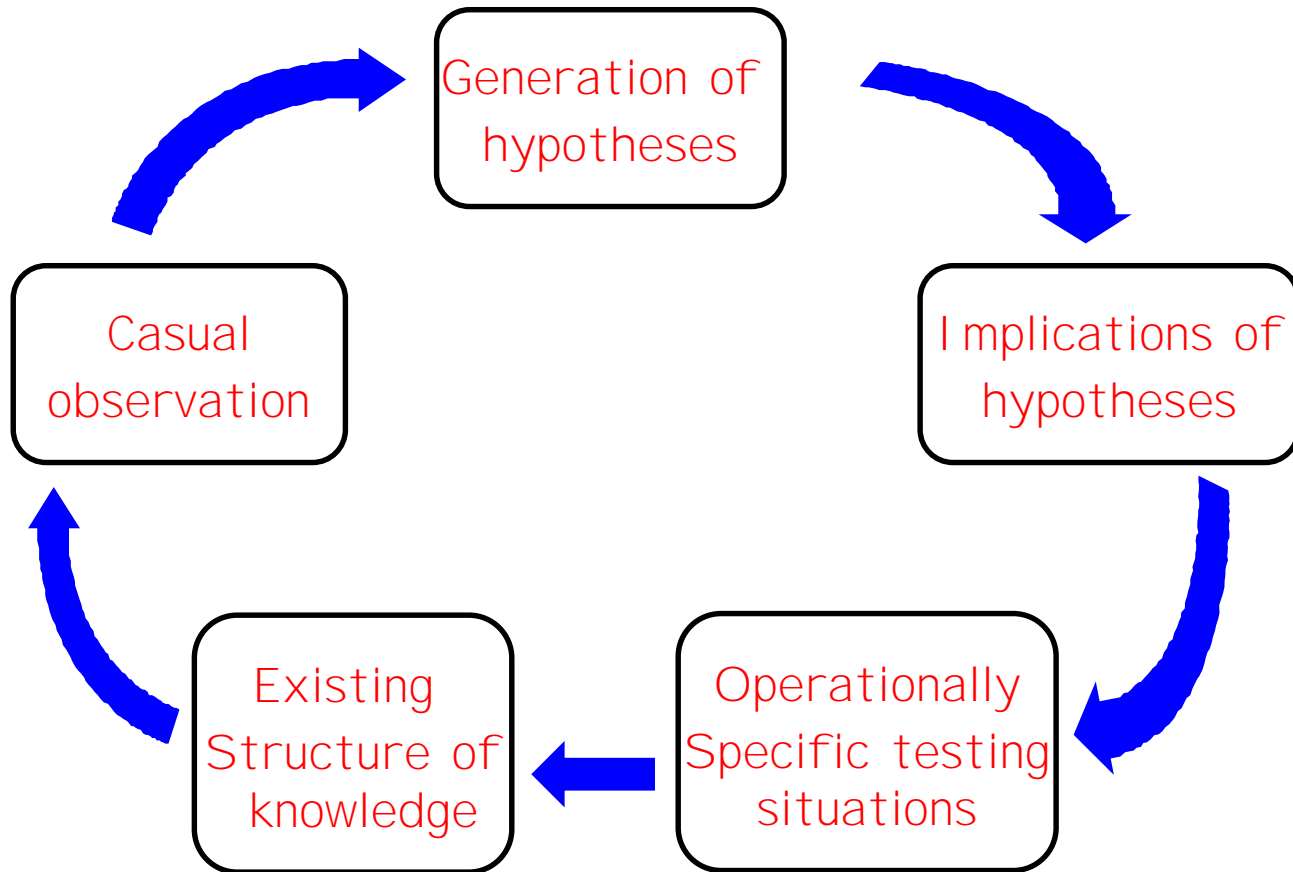 Generation of
hypotheses
Casual
observation
Implications of
hypotheses
Existing
Structure of
knowledge
Operationally
Specific testing
situations